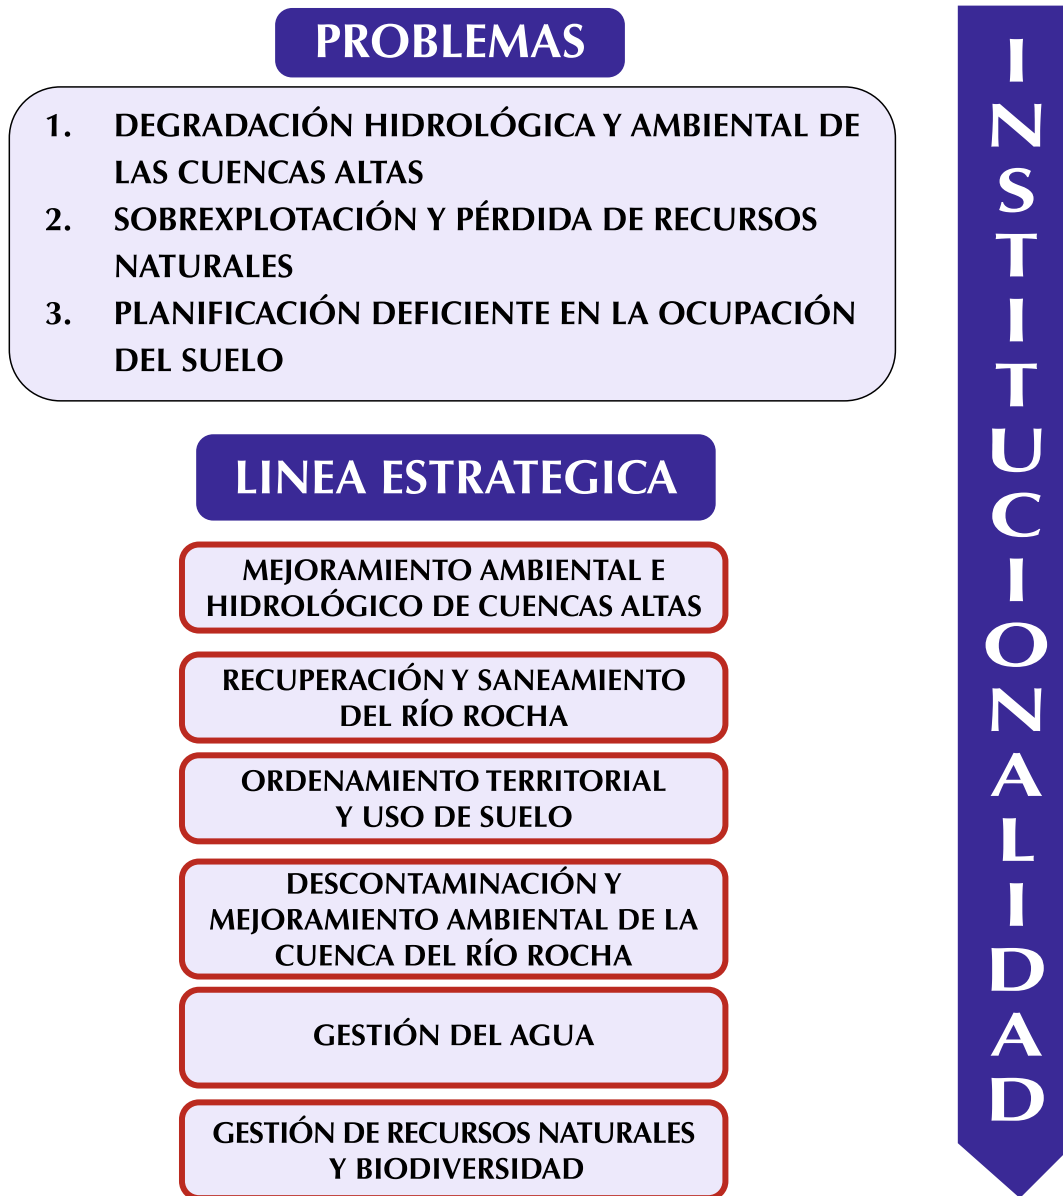 PROBLEMAS
1. DEGRADACIÓN HIDROLÓGICA Y AMBIENTAL DE
LAS CUENCAS ALTAS
2. SOBREXPLOTACIÓN Y PÉRDIDA DE RECURSOS
NATURALES
3. PLANIFICACIÓN DEFICIENTE EN LA OCUPACIÓN
DEL SUELO
LINEA ESTRATEGICA
MEJORAMIENTO AMBIENTAL E
HIDROLÓGICO DE CUENCAS ALTAS
RECUPERACIÓN Y SANEAMIENTO
DEL RÍO ROCHA
ORDENAMIENTO TERRITORIAL
Y USO DE SUELO
DESCONTAMINACIÓN Y
MEJORAMIENTO AMBIENTAL DE LA
CUENCA DEL RÍO ROCHA
GESTIÓN DEL AGUA
GESTIÓN DE RECURSOS NATURALES
Y BIODIVERSIDAD
INSTITUCIONALIDAD